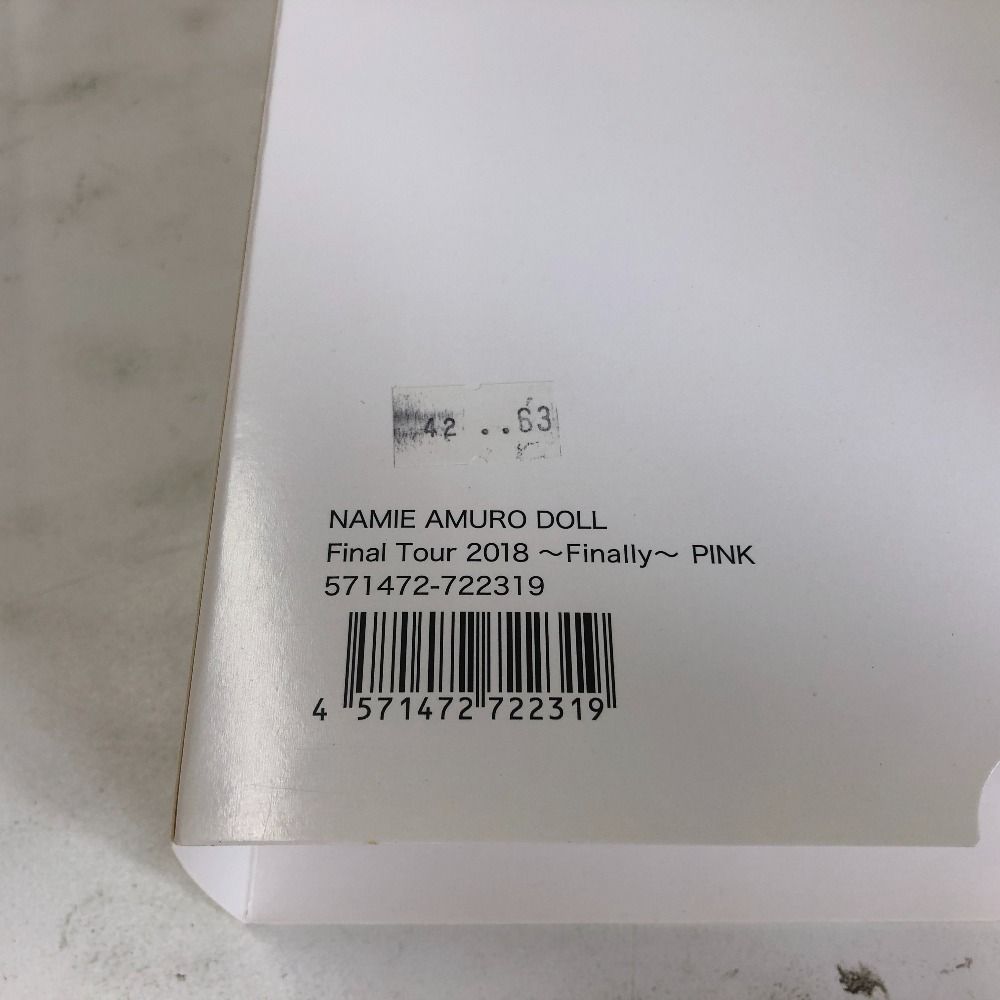 42 ..63
NAMIE AMURO DOLL
Final Tour 2018 〜Finally〜 PINK
571472-722319
4 571472 722319